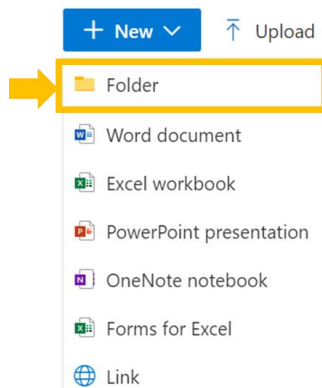 New Upload
Folder
Word document
Excel workbook
PowerPoint presentation
OneNote notebook
Forms for Excel
Link